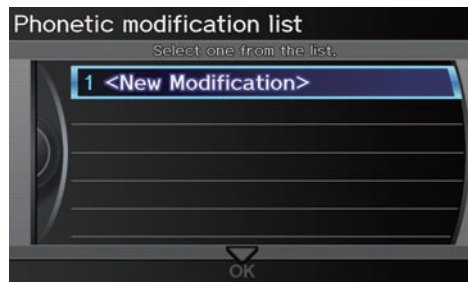 Phonetic modification list
Select one from the list.
1 <New Modification>
OK